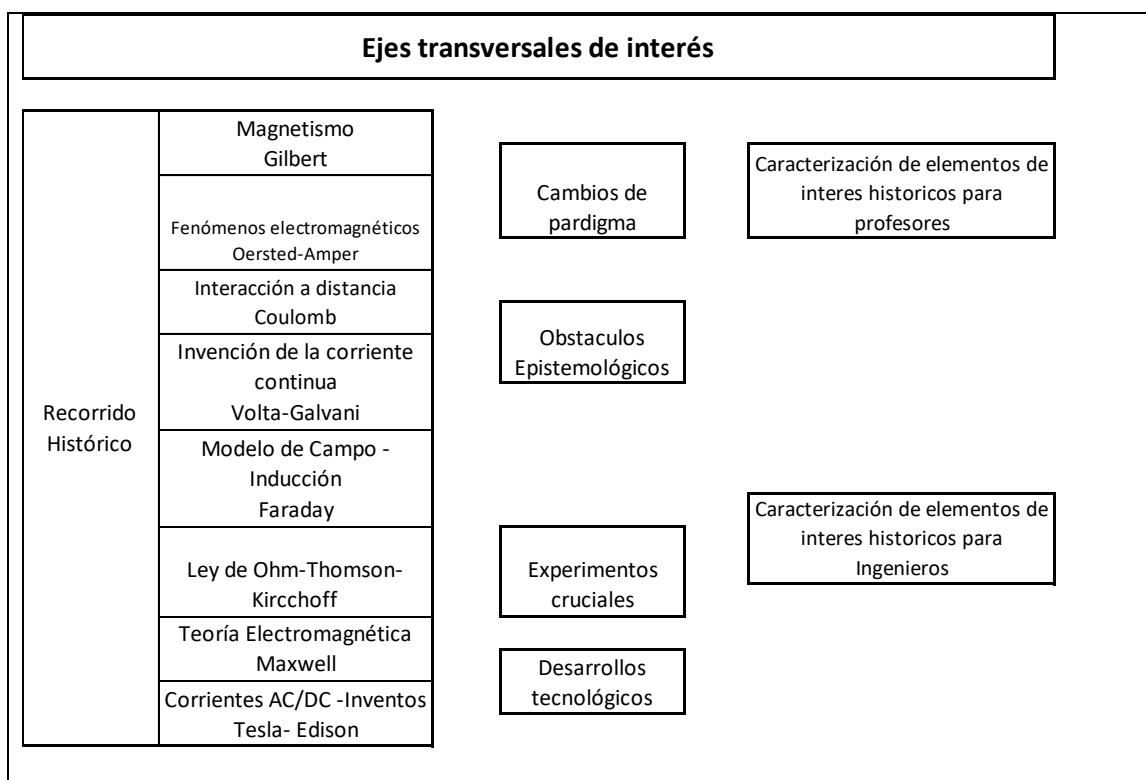 Ejes transversales de interés
Recorrido
Histórico
Magnetismo
Gilbert
Fenómenos electromagnéticos
Oersted-Amper
Interacción a distancia
Coulomb
Invención de la corriente
continua
Volta-Galvani
Modelo de Campo -
Inducción
Faraday
Ley de Ohm-Thomson-
Kircchoff
Teoría Electromagnética
Maxwell
Corrientes AC/DC -Inventos
Tesla- Edison
Cambios de
pardigma
Obstaculos
Epistemológicos
Experimentos
cruciales
Desarrollos
tecnológicos
Caracterización de elementos de
interes historicos para
profesores
Caracterización de elementos de
interes historicos para
Ingenieros